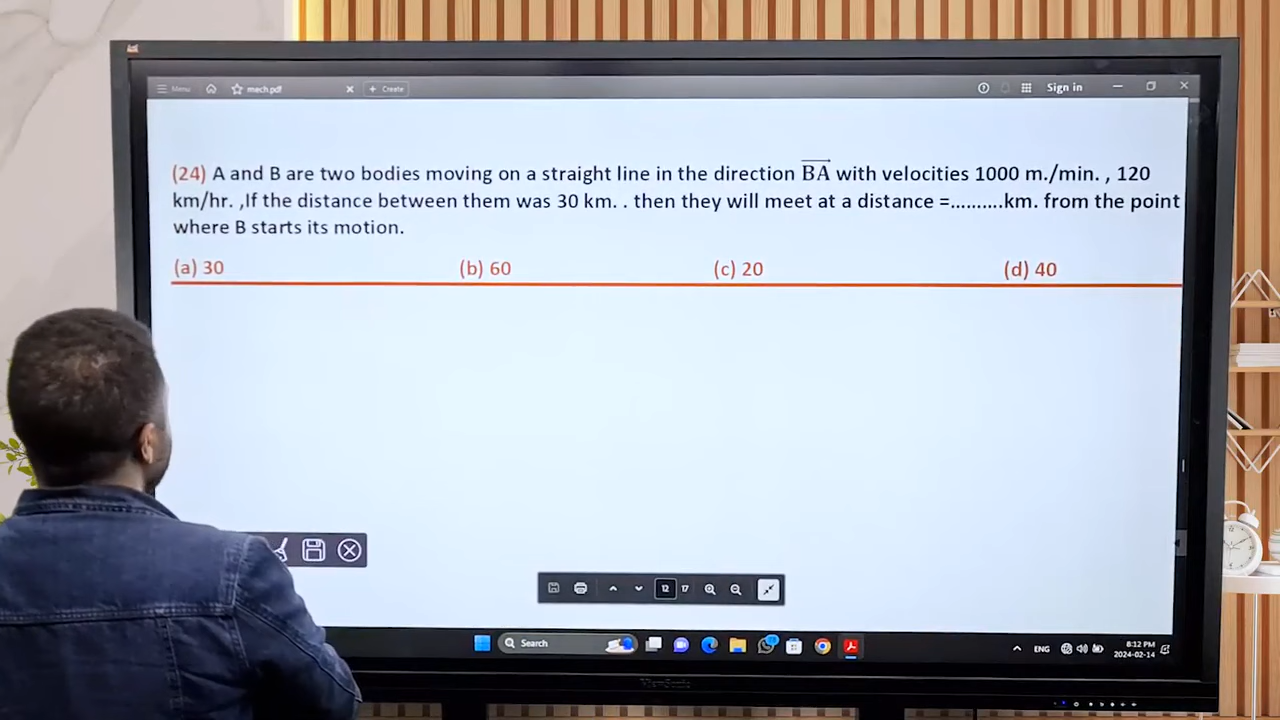 Menu
mech.pdf
+ Create
Sign in
(24) A and B are two bodies moving on a straight line in the direction BA with velocities 1000 m./min. , 120
km/hr. ,If the distance between them was 30 km. . then they will meet at a distance =..........km. from the point
where B starts its motion.
(a) 30 (b) 60 (c) 20 (d) 40
12 17
Search
ENG
8:12 PM
2024-02-14
ViewSonic